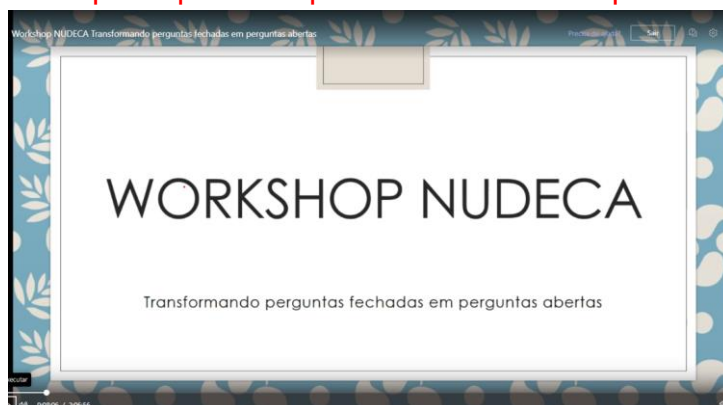 Workshop NUDECA Transformando perguntas fechadas em perguntas abertas
Sair
WORKSHOP NUDECA
Transformando perguntas fechadas em perguntas abertas